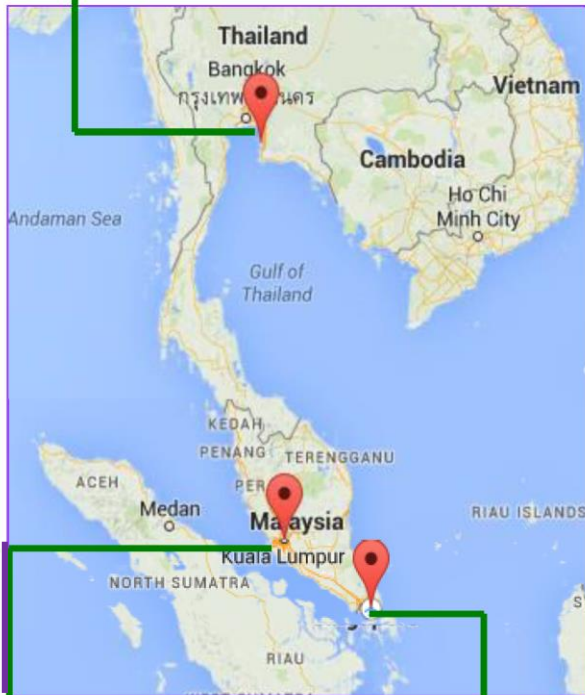 Thailand
Bangkok
Vietnam
Cambodia
Ho Chi
Minh City
Andaman Sea
Gulf of
Thailand
KEDAH
PENANG
TERENGGANU
ACEH
Medan
RIAU ISLANDS
Kuala Lumpur
NORTH SUMATRA
RIAU